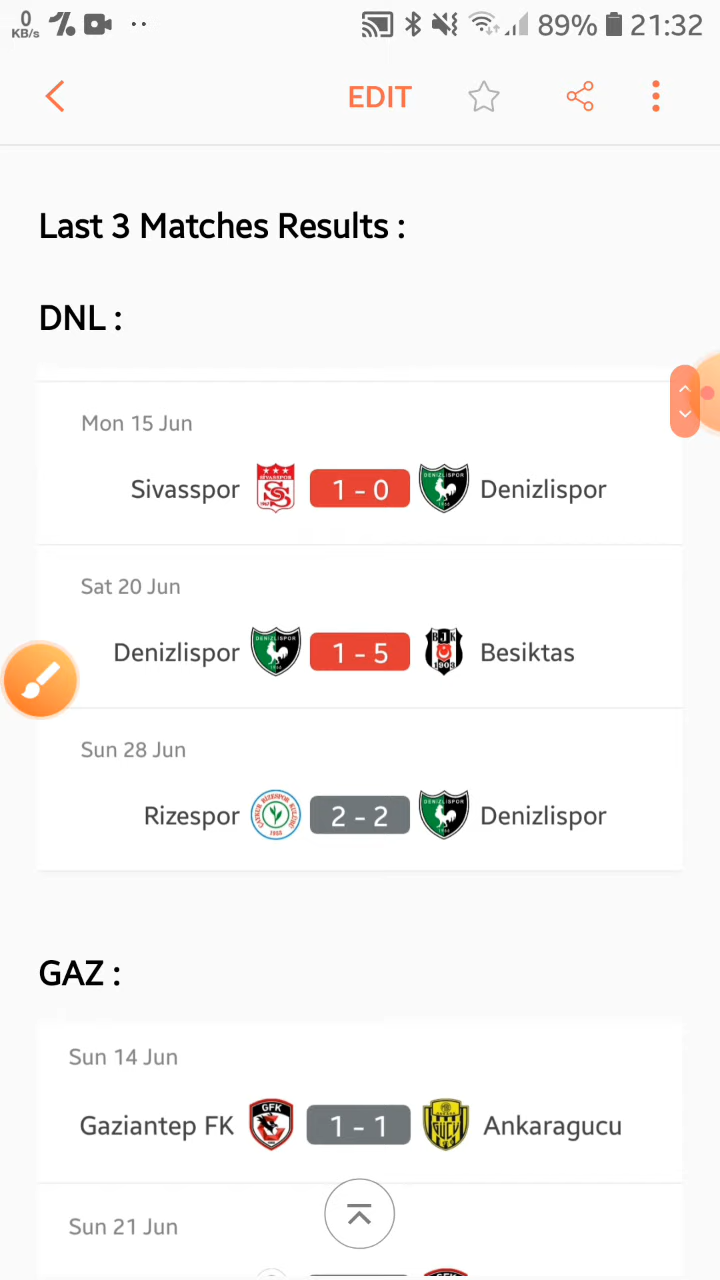 0
KB/s
89% 21:32
EDIT
Last 3 Matches Results :
DNL :
Mon 15 Jun
Sivasspor 1 - 0 Denizlispor
Sat 20 Jun
Denizlispor 1 - 5 Besiktas
Sun 28 Jun
Rizespor 2 - 2 Denizlispor
GAZ :
Sun 14 Jun
Gaziantep FK 1 - 1 Ankaragucu
Sun 21 Jun